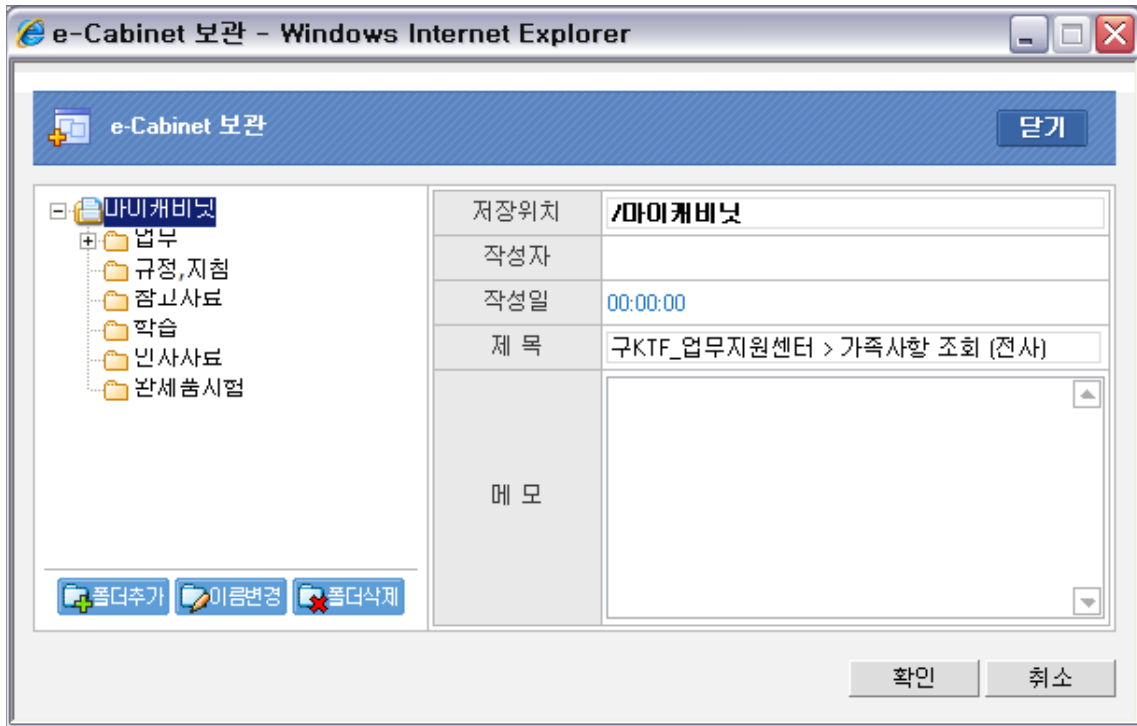 e-Cabinet 보관 - Windows Internet Explorer
e-Cabinet 보관
닫기
마이캐비닛
업무
규정,지침
참고자료
학습
인사자료
완제품시험
폴더추가 이름변경 폴더삭제
저장위치 /마이캐비닛
작성자
작성일 00:00:00
제 목 구KTF_업무지원센터 > 가족사항 조회 (전사)
메 모
확인 취소